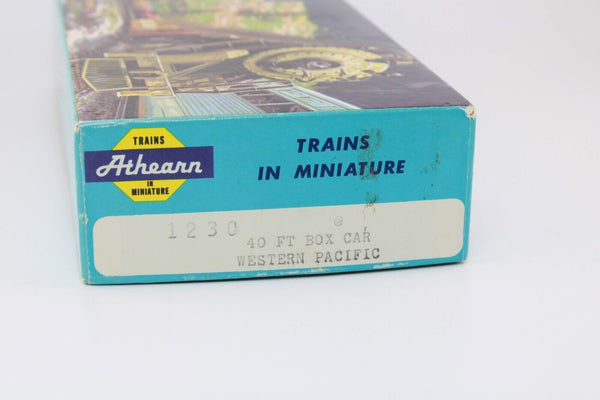 TRAINS
Athearn
IN
MINIATURE
TRAINS
IN MINIATURE
1230
40 FT BOX CAR
WESTERN PACIFIC